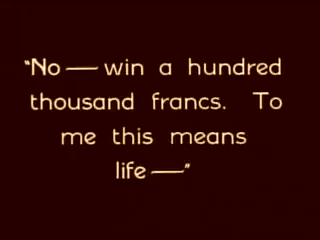 "No — win a hundred
thousand francs. To
me this means
life —"